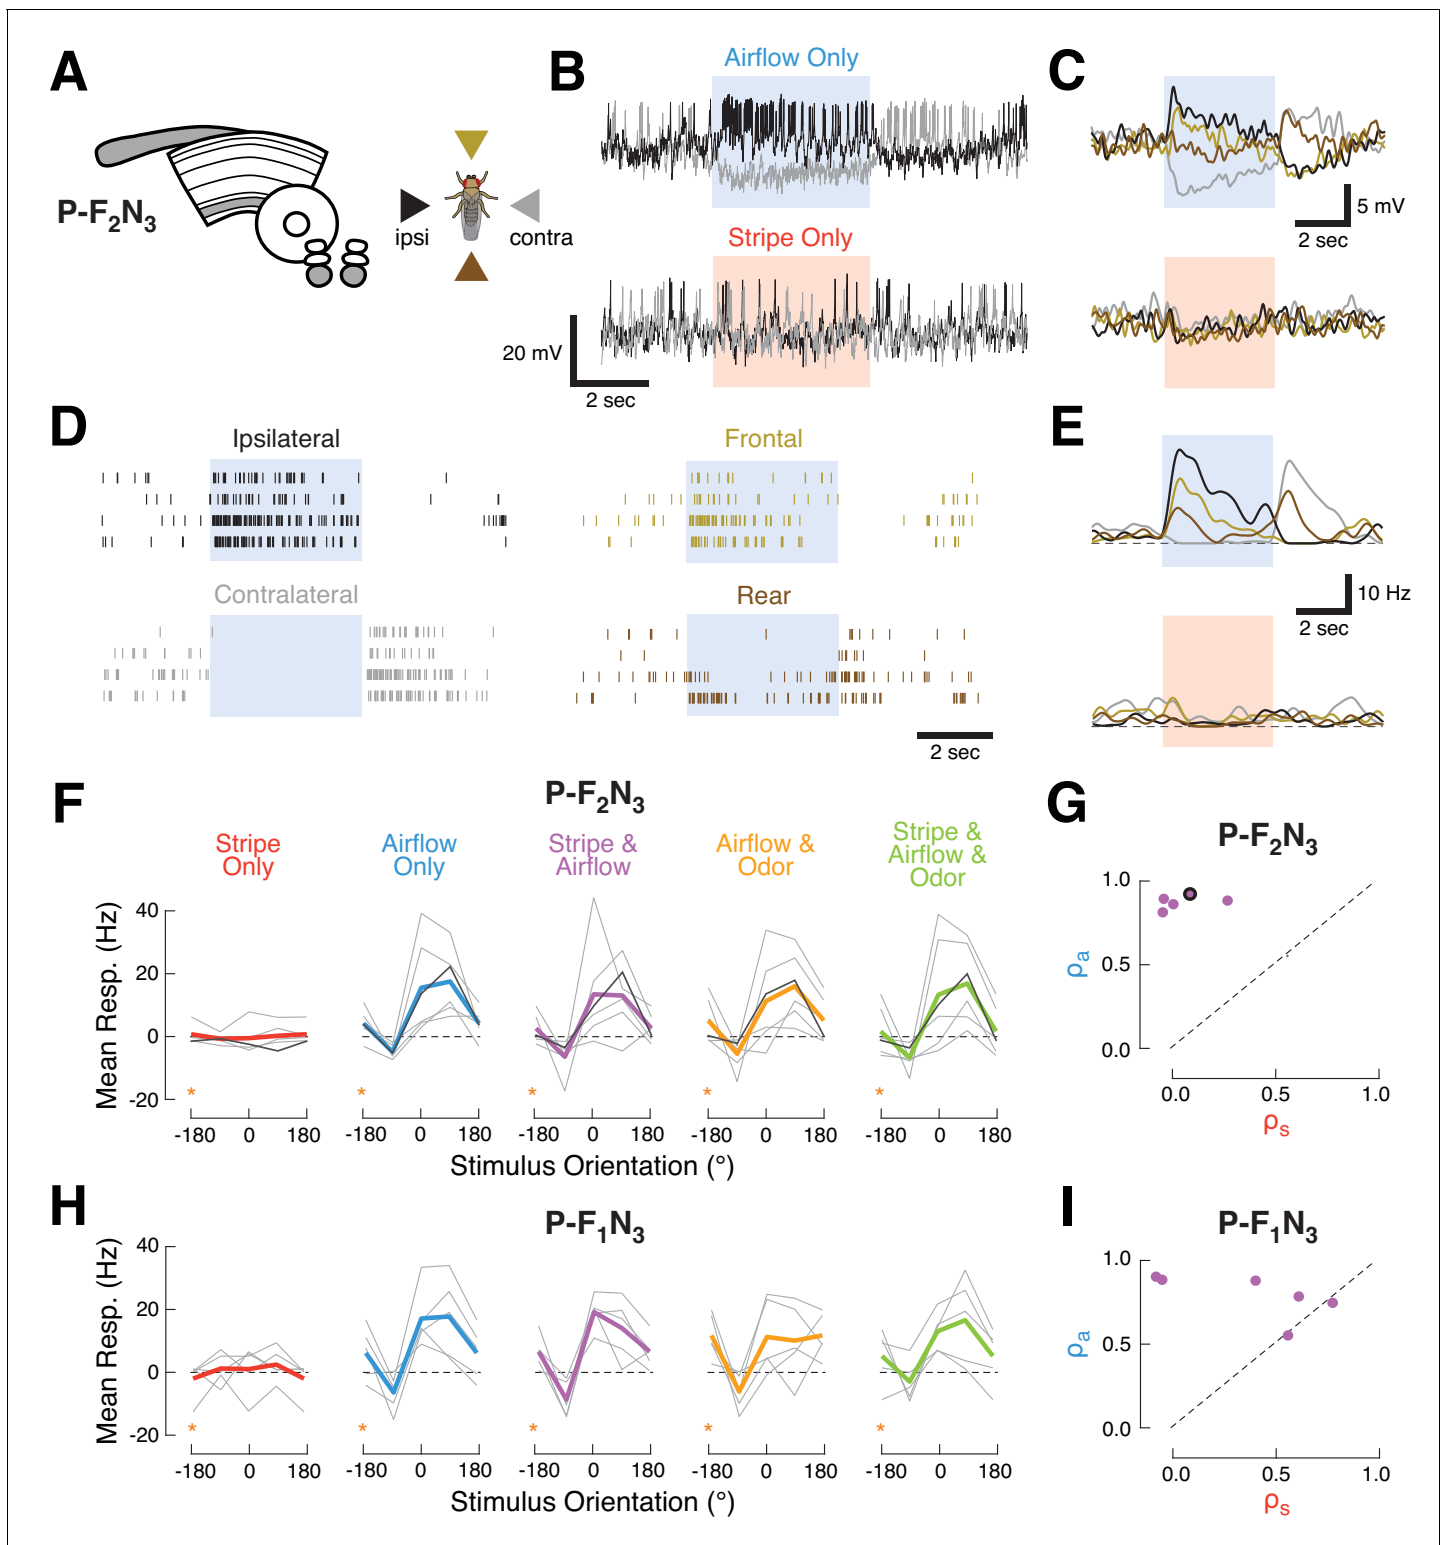 A
P-F2N3
ipsi
contra
B
Airflow Only
Stripe Only
20 mV
2 sec
C
5 mV
2 sec
D
Ipsilateral
Frontal
Contralateral
Rear
2 sec
E
10 Hz
2 sec
F
P-F2N3
Stripe Only
Airflow Only
Stripe & Airflow
Airflow & Odor
Stripe & Airflow & Odor
Mean Resp. (Hz)
40
20
0
-20
* * * * *
-180 0 180 -180 0 180 -180 0 180 -180 0 180 -180 0 180
Stimulus Orientation (°)
G
P-F2N3
ρa
1.0
0.5
0.0
0.0 0.5 1.0
ρs
H
P-F1N3
Mean Resp. (Hz)
40
20
0
-20
* * * * *
-180 0 180 -180 0 180 -180 0 180 -180 0 180 -180 0 180
Stimulus Orientation (°)
I
P-F1N3
ρa
1.0
0.5
0.0
0.0 0.5 1.0
ρs